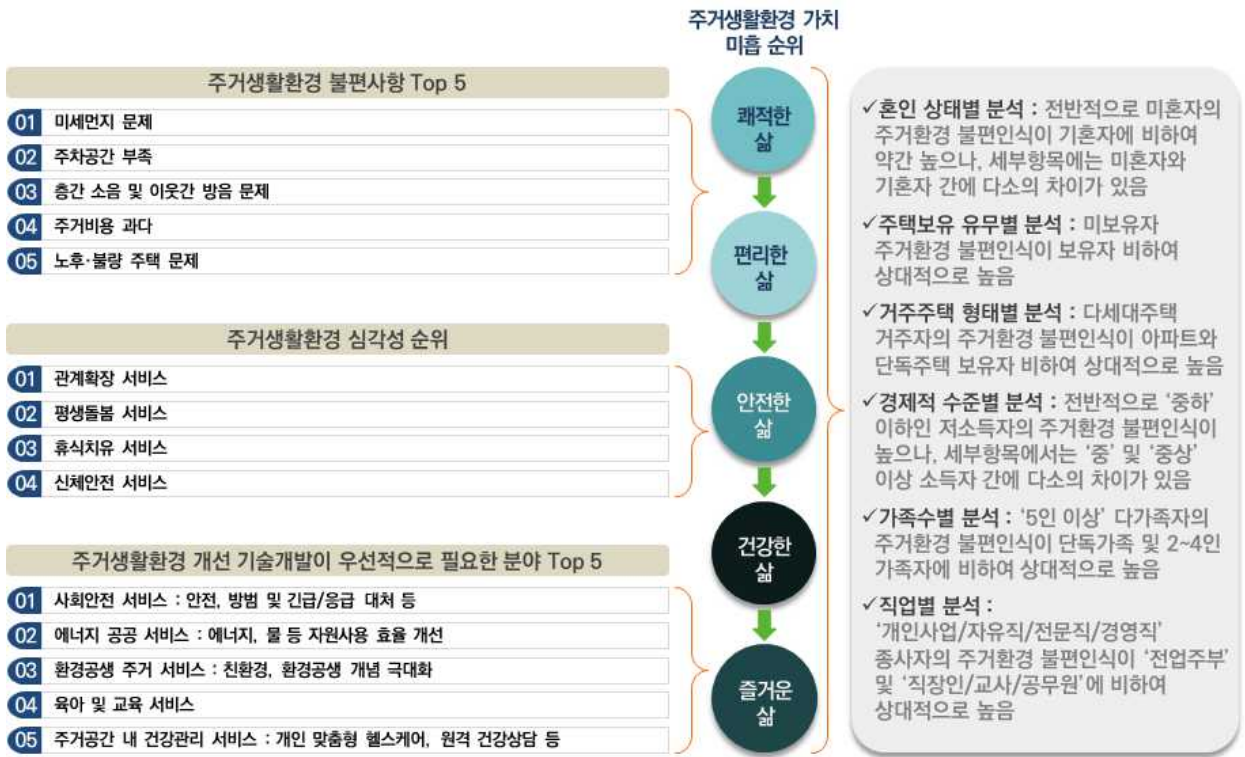 주거생활환경 불편사항 Top 5
01 미세먼지 문제
02 주차공간 부족
03 층간 소음 및 이웃간 방음 문제
04 주거비용 과다
05 노후·불량 주택 문제
주거생활환경 심각성 순위
01 관계확장 서비스
02 평생돌봄 서비스
03 휴식치유 서비스
04 신체안전 서비스
주거생활환경 개선 기술개발이 우선적으로 필요한 분야 Top 5
01 사회안전 서비스 : 안전, 방범 및 긴급/응급 대처 등
02 에너지 공공 서비스 : 에너지, 물 등 자원사용 효율 개선
03 환경공생 주거 서비스 : 친환경, 환경공생 개념 극대화
04 육아 및 교육 서비스
05 주거공간 내 건강관리 서비스 : 개인 맞춤형 헬스케어, 원격 건강상담 등
주거생활환경 가치
미흡 순위
쾌적한
삶
편리한
삶
안전한
삶
건강한
삶
즐거운
삶
✓혼인 상태별 분석 : 전반적으로 미혼자의
주거환경 불편인식이 기혼자에 비하여
약간 높으나, 세부항목에는 미혼자와
기혼자 간에 다소의 차이가 있음
✓주택보유 유무별 분석 : 미보유자
주거환경 불편인식이 보유자 비하여
상대적으로 높음
✓거주주택 형태별 분석 : 다세대주택
거주자의 주거환경 불편인식이 아파트와
단독주택 보유자 비하여 상대적으로 높음
✓경제적 수준별 분석 : 전반적으로 ‘중하’
이하인 저소득자의 주거환경 불편인식이
높으나, 세부항목에서는 ‘중’ 및 ‘중상’
이상 소득자 간에 다소의 차이가 있음
✓가족수별 분석 : ‘5인 이상’ 다가족자의
주거환경 불편인식이 단독가족 및 2~4인
가족자에 비하여 상대적으로 높음
✓직업별 분석 :
‘개인사업/자유직/전문직/경영직’
종사자의 주거환경 불편인식이 ‘전업주부’
및 ‘직장인/교사/공무원’에 비하여
상대적으로 높음